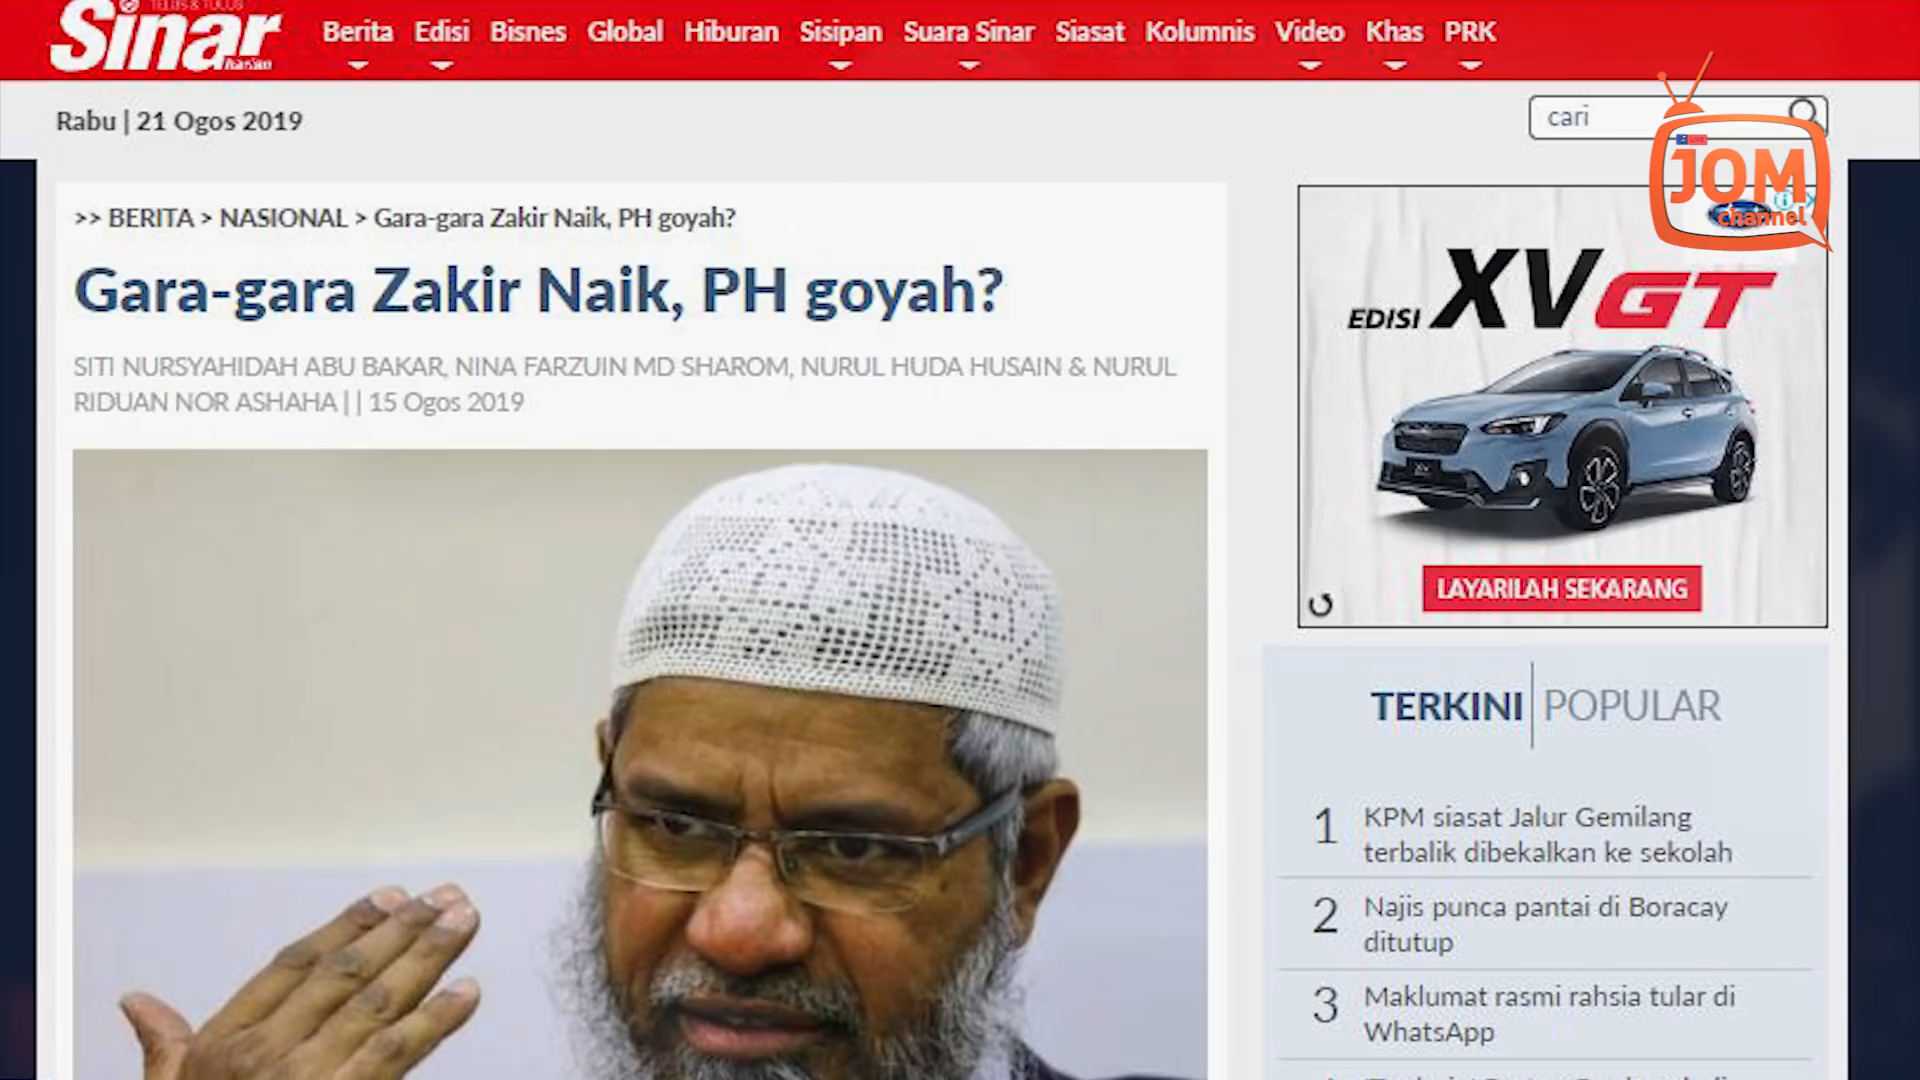 Sinar
Berita Edisi Bisnes Global Hiburan Sisipan Suara Sinar Siasat Kolumnis Video Khas PRK
Rabu | 21 Ogos 2019
cari
JOM
channel
>> BERITA > NASIONAL > Gara-gara Zakir Naik, PH goyah?
Gara-gara Zakir Naik, PH goyah?
SITI NURSYAHIDAH ABU BAKAR, NINA FARZUIN MD SHAROM, NURUL HUDA HUSAIN & NURUL
RIDUAN NOR ASHAHA | | 15 Ogos 2019
EDISI XV GT
LAYARILAH SEKARANG
TERKINI POPULAR
1 KPM siasat Jalur Gemilang
terbalik dibekalkan ke sekolah
2 Najis punca pantai di Boracay
ditutup
3 Maklumat rasmi rahsia tular di
WhatsApp